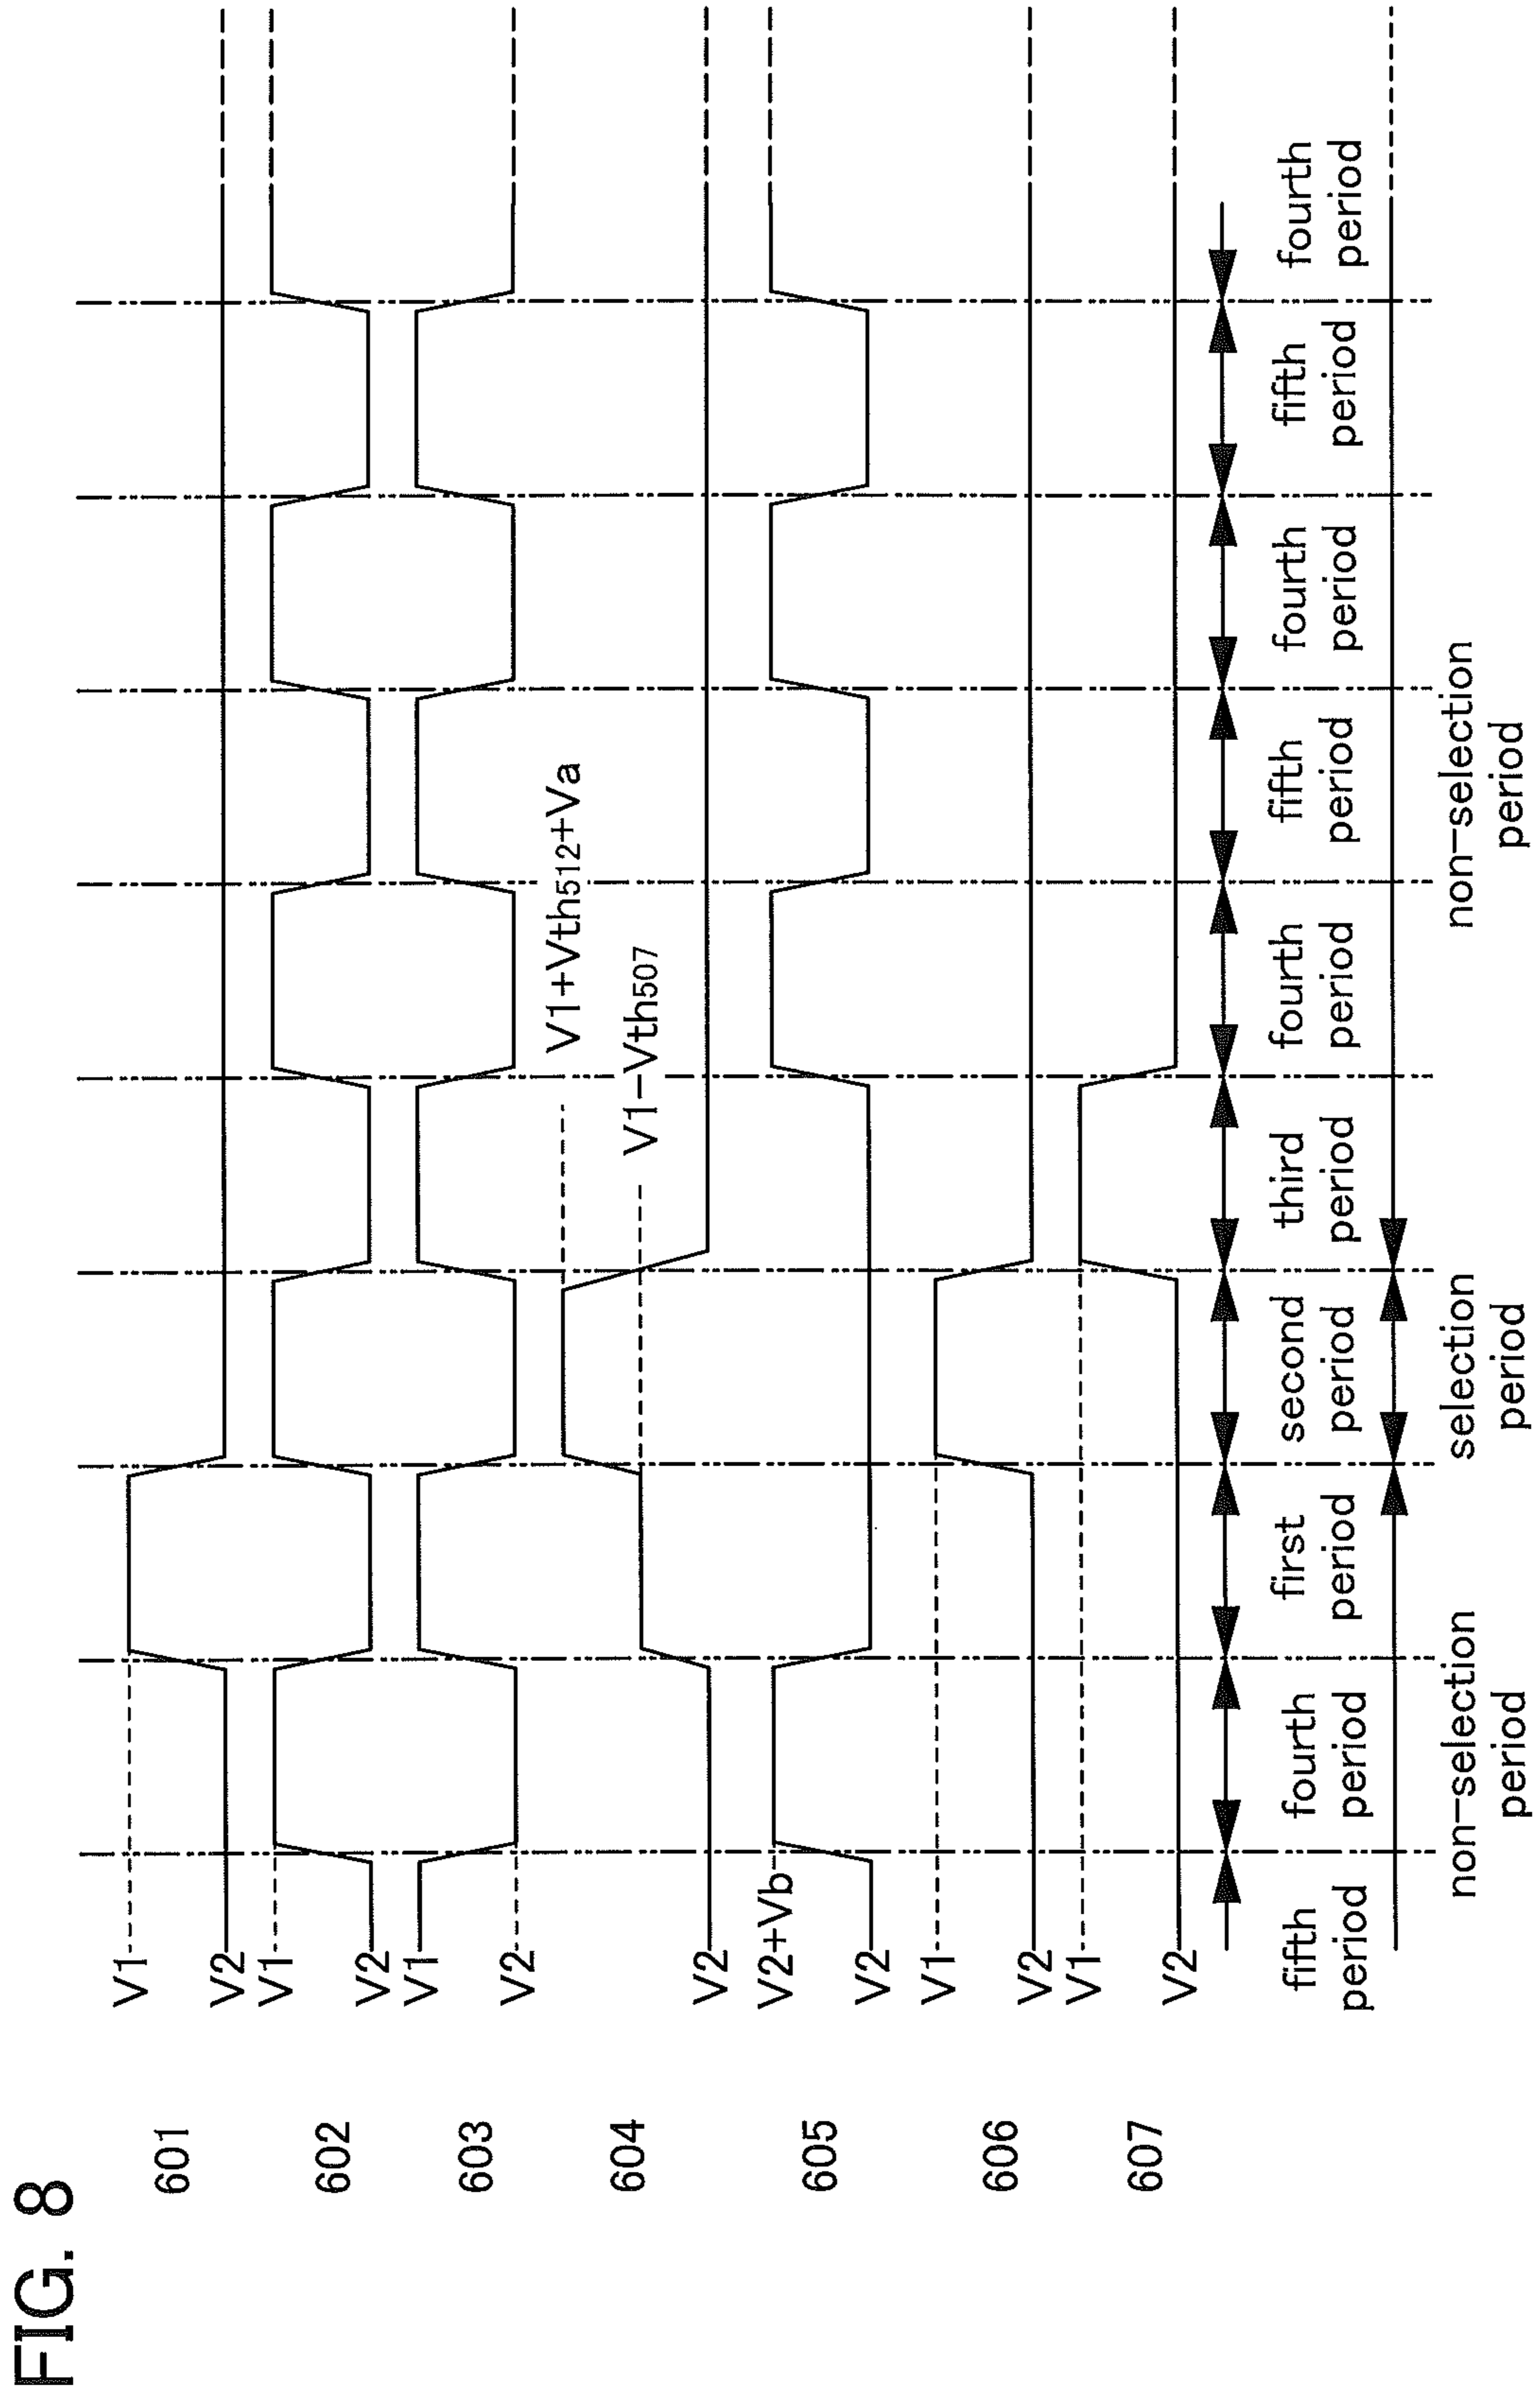 FIG. 8
601
V1
V2
602
V1
V2
603
V1
V2
604
V1+Vth512+Va
V1-Vth507
V2
605
V2+Vb
V2
606
V1
V2
607
V1
V2
fifth
period
fourth
period
first
period
second
period
third
period
fourth
period
fifth
period
fourth
period
fifth
period
fourth
period
non-selection
period
selection
period
non-selection
period